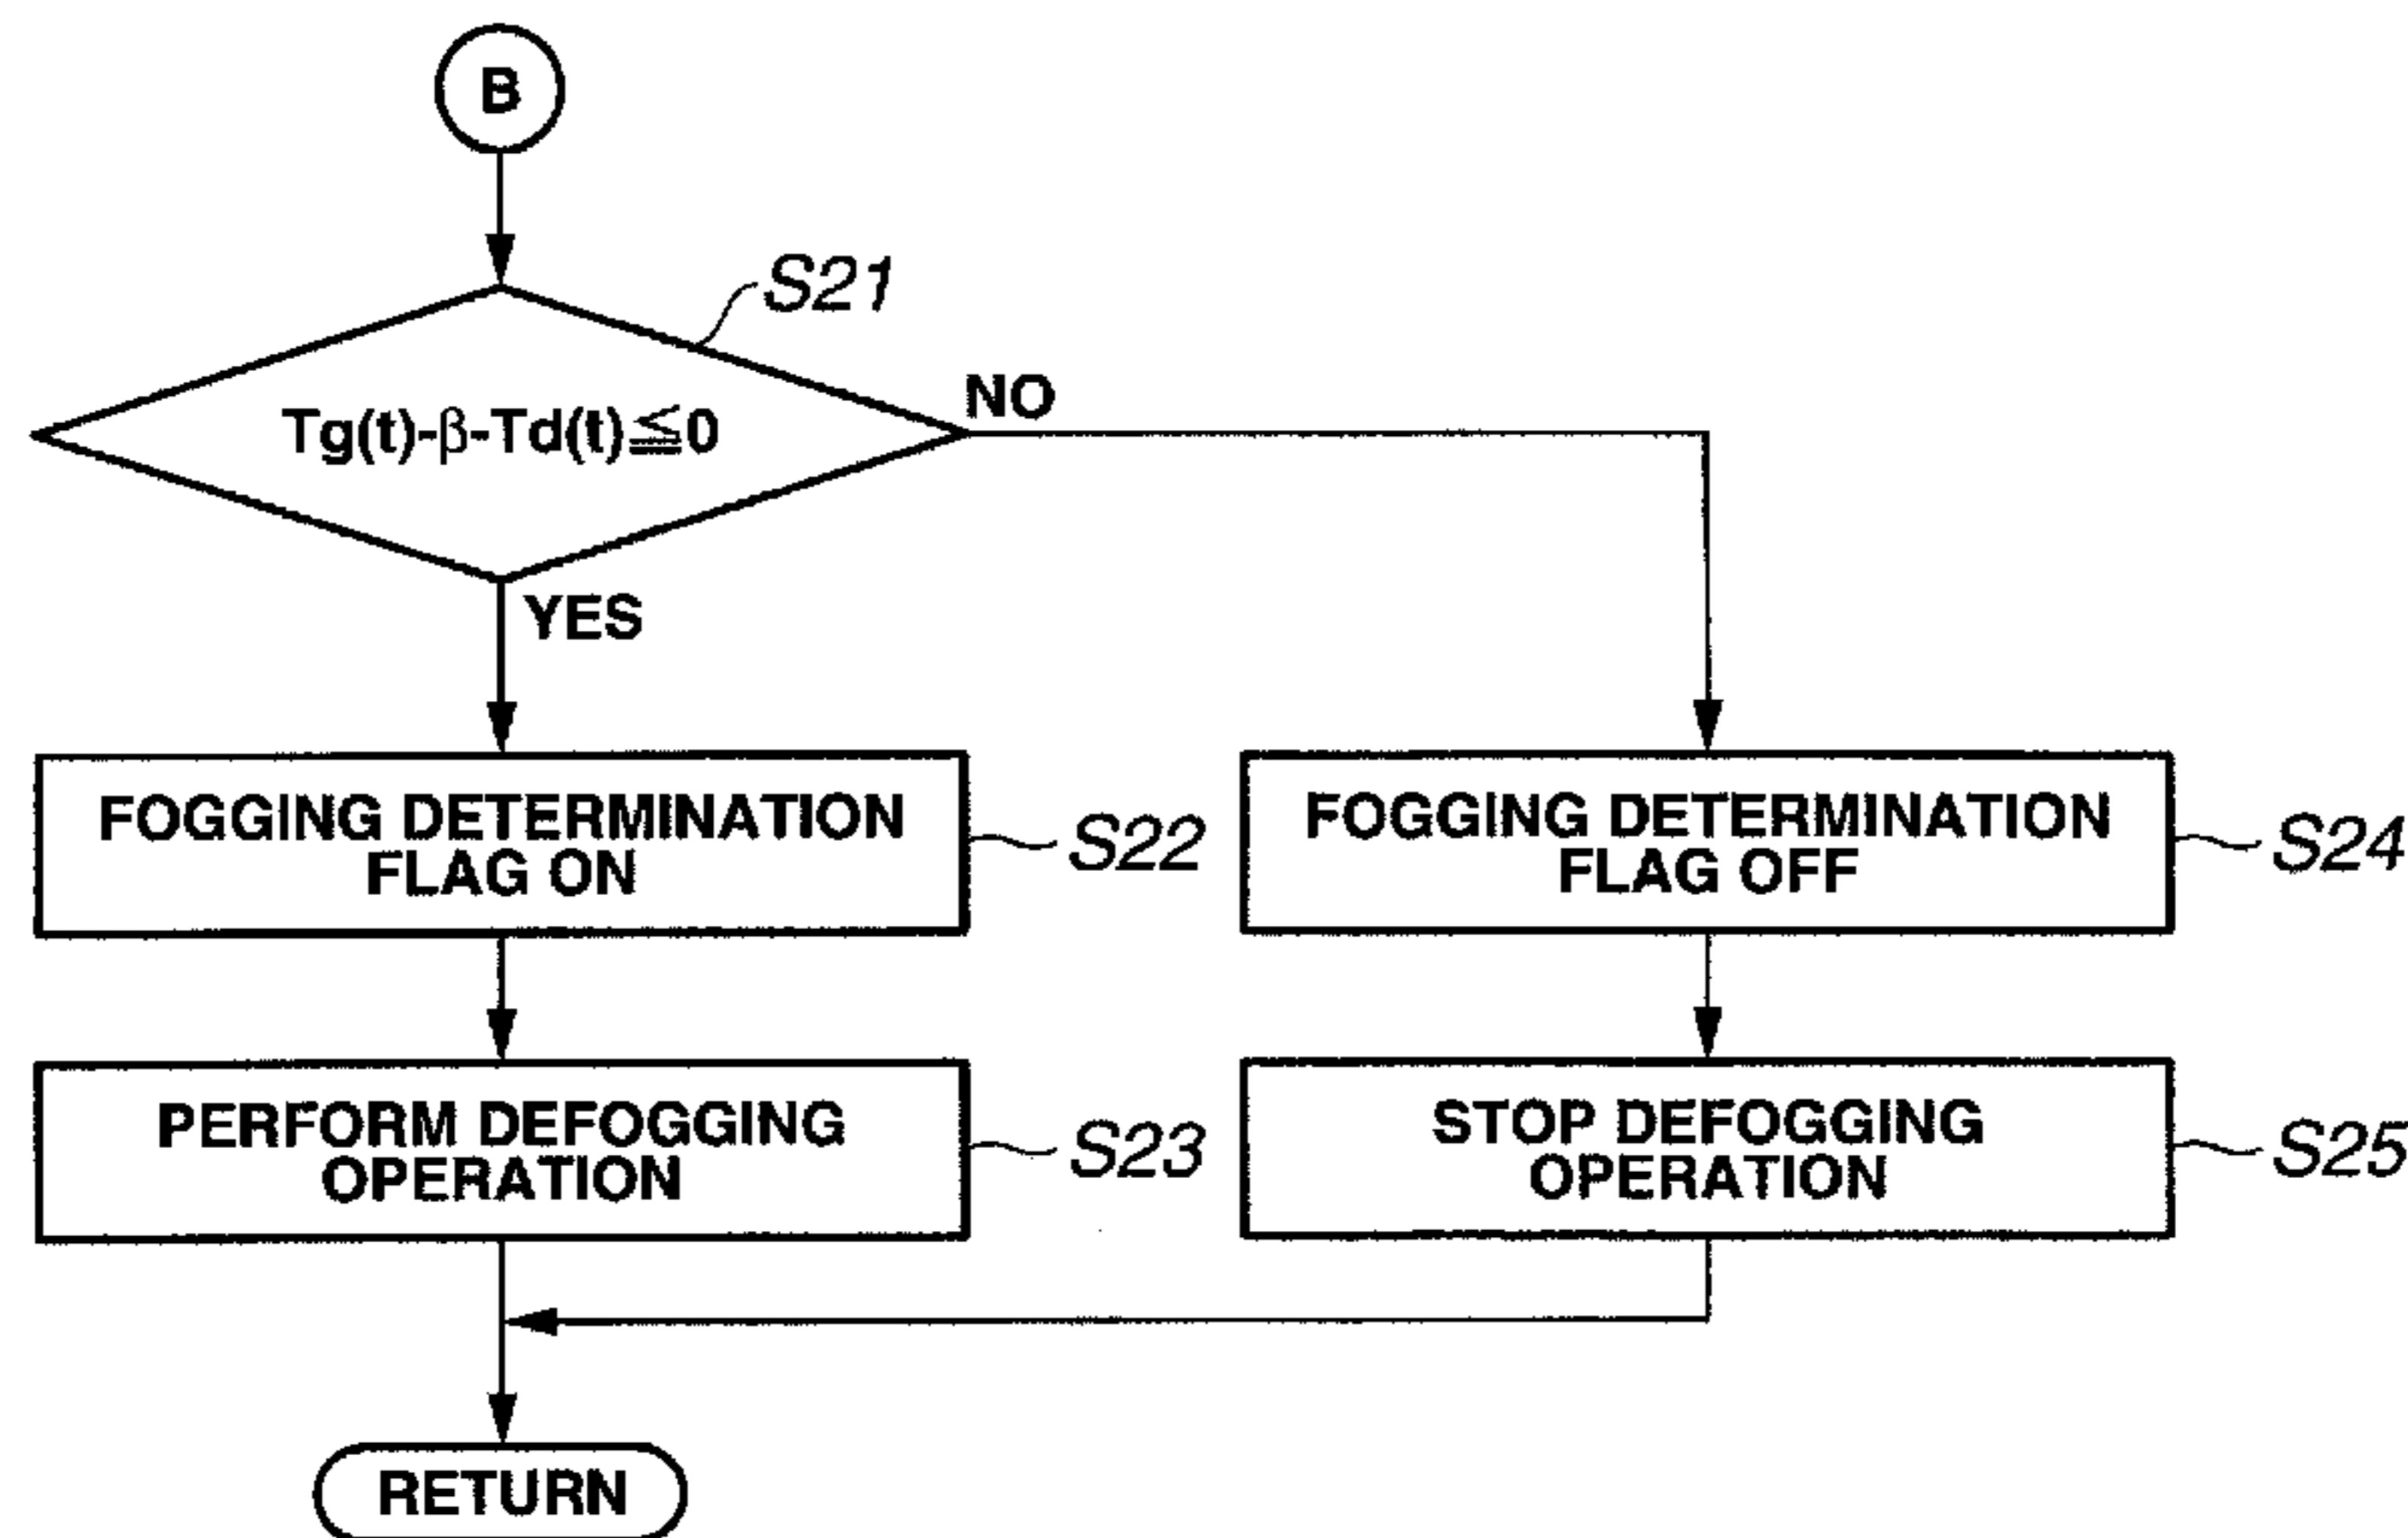 B
S21
Tg(t)-β-Td(t)≦0
NO
YES
FOGGING DETERMINATION
FLAG ON
S22
FOGGING DETERMINATION
FLAG OFF
S24
PERFORM DEFOGGING
OPERATION
S23
STOP DEFOGGING
OPERATION
S25
RETURN